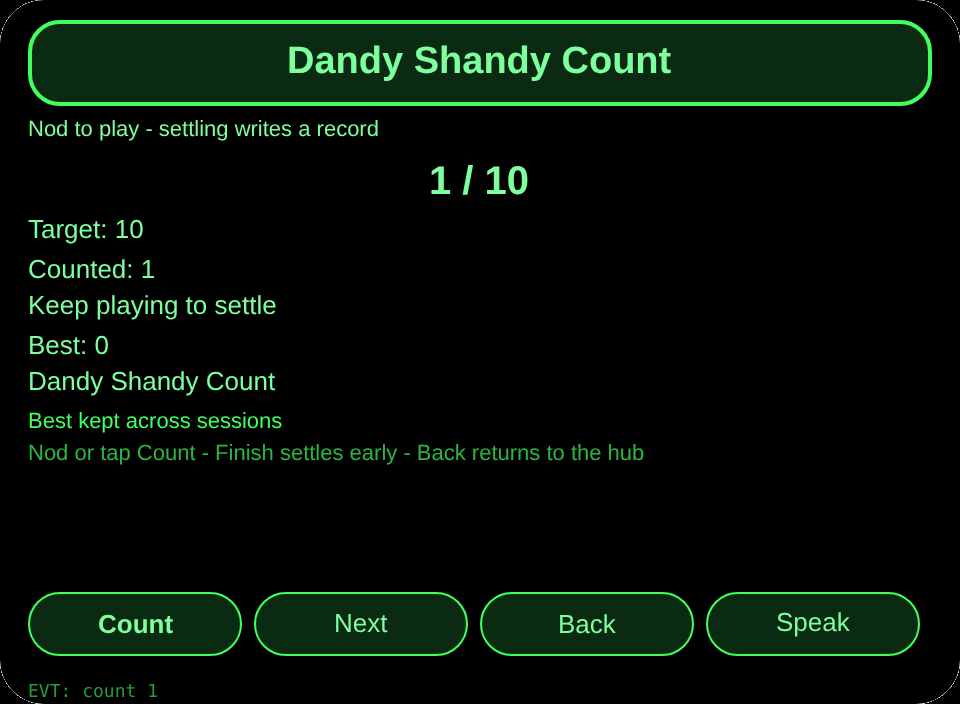 Dandy Shandy Count
Nod to play - settling writes a record
1 / 10
Target: 10
Counted: 1
Keep playing to settle
Best: 0
Dandy Shandy Count
Best kept across sessions
Nod or tap Count - Finish settles early - Back returns to the hub
Count
Next
Back
Speak
EVT: count 1